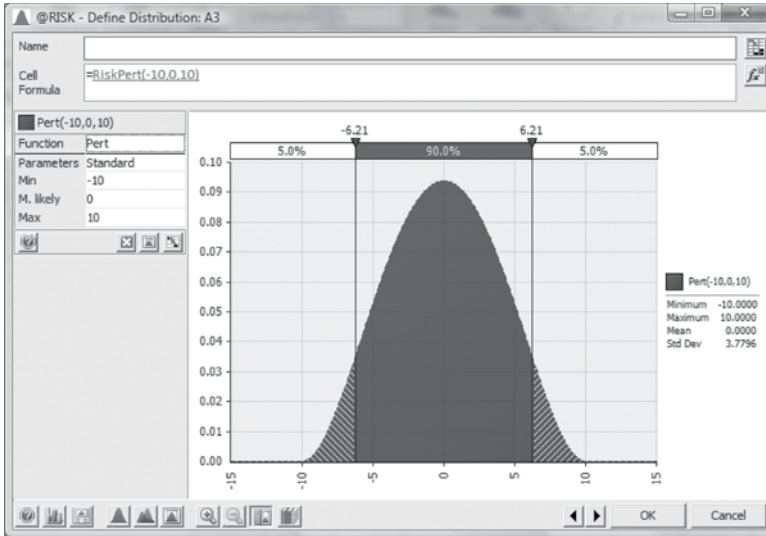 @RISK - Define Distribution: A3
Name
Cell Formula
=RiskPert(-10,0,10)
Pert(-10,0,10)
Function Pert
Parameters Standard
Min -10
M. likely 0
Max 10
-6.21 6.21
5.0% 90.0% 5.0%
0.10
0.09
0.08
0.07
0.06
0.05
0.04
0.03
0.02
0.01
0.00
-15 -10 -5 0 5 10 15
Pert(-10,0,10)
Minimum -10.0000
Maximum 10.0000
Mean 0.0000
Std Dev 3.7796
OK Cancel